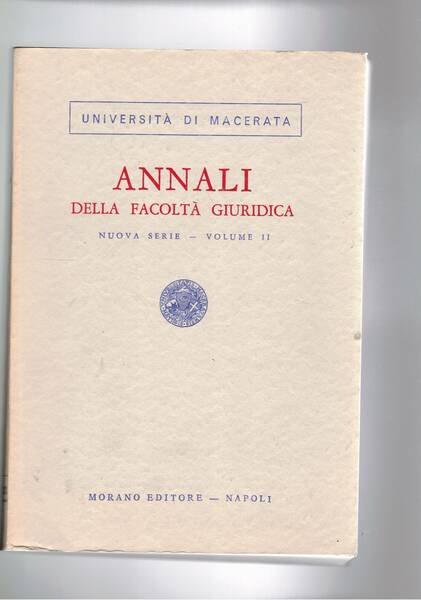 UNIVERSITÀ DI MACERATA
ANNALI
DELLA FACOLTÀ GIURIDICA
NUOVA SERIE — VOLUME II
MORANO EDITORE — NAPOLI